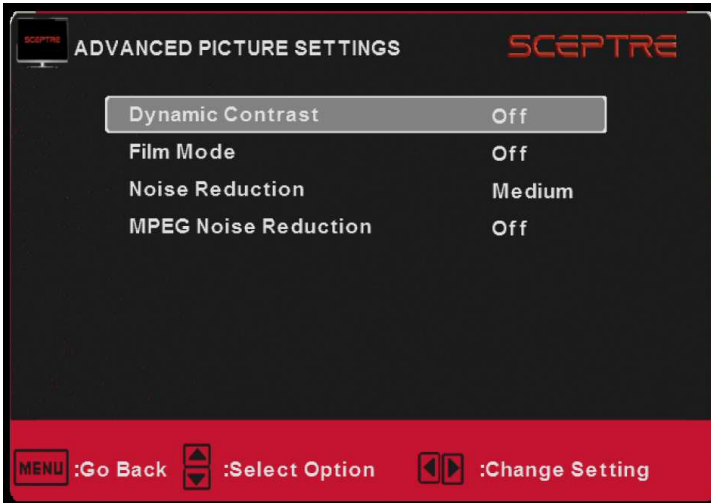 SCEPTRE
ADVANCED PICTURE SETTINGS
SCEPTRE
Dynamic Contrast Off
Film Mode Off
Noise Reduction Medium
MPEG Noise Reduction Off
MENU :Go Back :Select Option :Change Setting